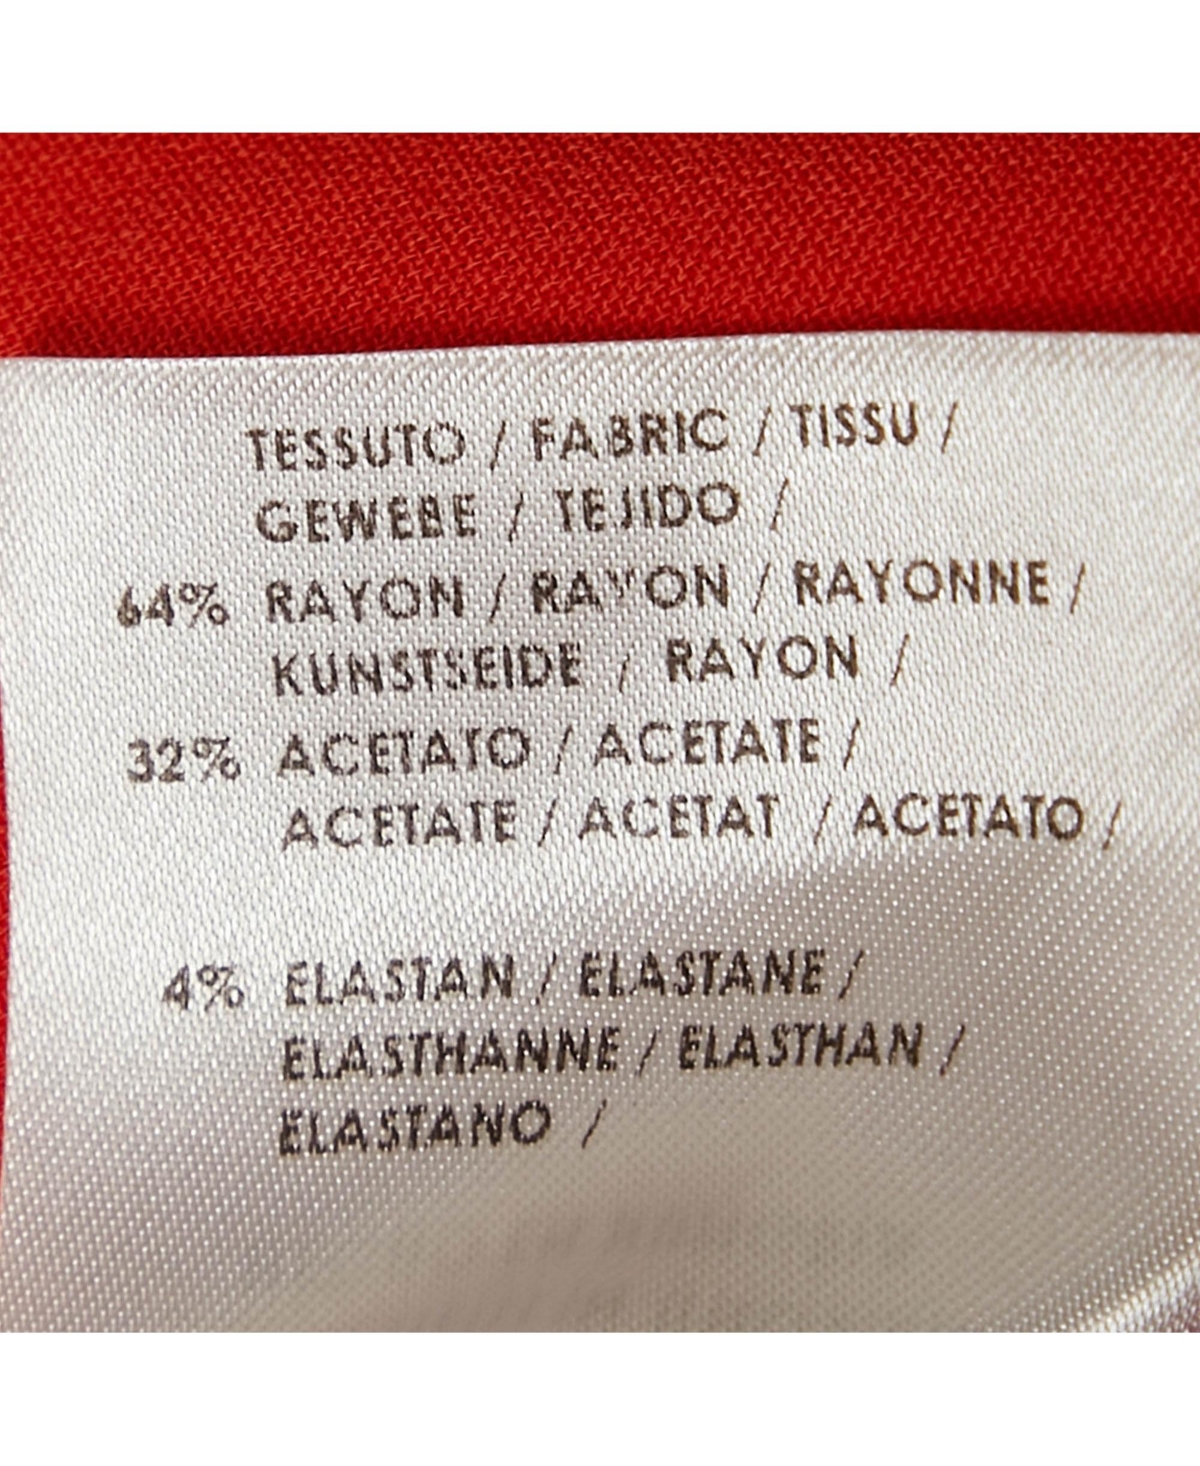 TESSUTO / FABRIC / TISSU /
GEWEBE / TEJIDO /
64% RAYON / RAYON / RAYONNE /
KUNSTSEIDE / RAYON /
32% ACETATO / ACETATE /
ACETATE / ACETAT / ACETATO /
4% ELASTAN / ELASTANE /
ELASTHANNE / ELASTHAN /
ELASTANO /